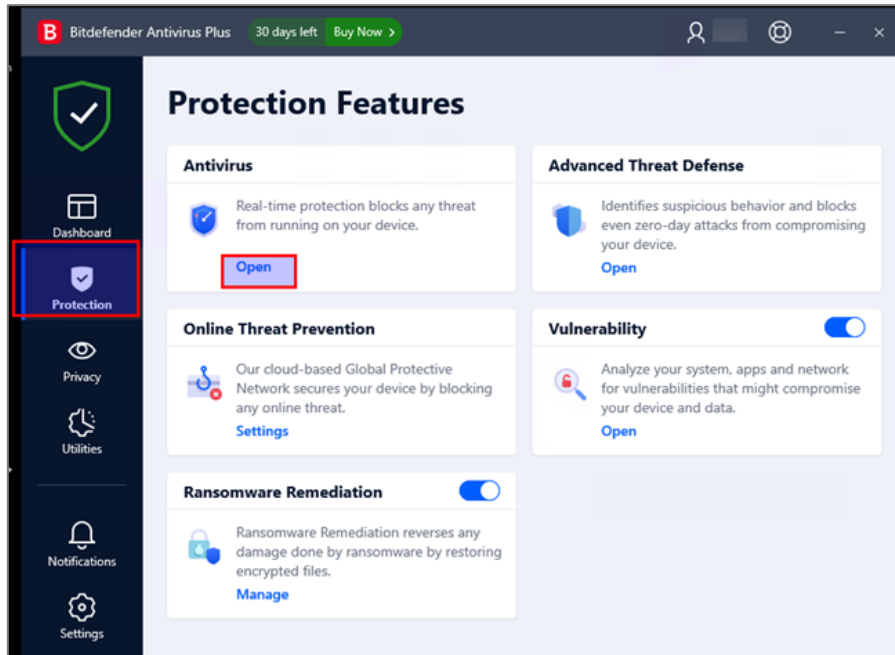 B Bitdefender Antivirus Plus 30 days left Buy Now >
Protection Features
Antivirus
Real-time protection blocks any threat
from running on your device.
Open
Advanced Threat Defense
Identifies suspicious behavior and blocks
even zero-day attacks from compromising
your device.
Open
Online Threat Prevention
Our cloud-based Global Protective
Network secures your device by blocking
any online threat.
Settings
Vulnerability
Analyze your system, apps and network
for vulnerabilities that might compromise
your device and data.
Open
Ransomware Remediation
Ransomware Remediation reverses any
damage done by ransomware by restoring
encrypted files.
Manage
Dashboard
Protection
Privacy
Utilities
Notifications
Settings